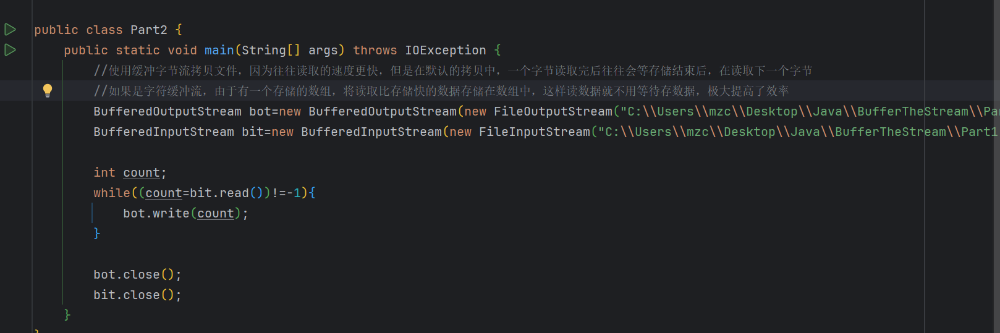 public class Part2 {
public static void main(String[] args) throws IOException {
//使用缓冲字节流拷贝文件，因为往往读取的速度更快，但是在默认的拷贝中，一个字节读取完后往往会等存储结束后，在读取下一个字节
//如果是字符缓冲流，由于有一个存储的数组，将读取比存储快的数据存储在数组中，这样读数据就不用等待存数据，极大提高了效率
BufferedOutputStream bot=new BufferedOutputStream(new FileOutputStream("C:\\Users\\mzc\\Desktop\\Java\\BufferTheStream\\Pa
BufferedInputStream bit=new BufferedInputStream(new FileInputStream("C:\\Users\\mzc\\Desktop\\Java\\BufferTheStream\\Part1
int count;
while((count=bit.read())!=-1){
bot.write(count);
}
bot.close();
bit.close();
}
}